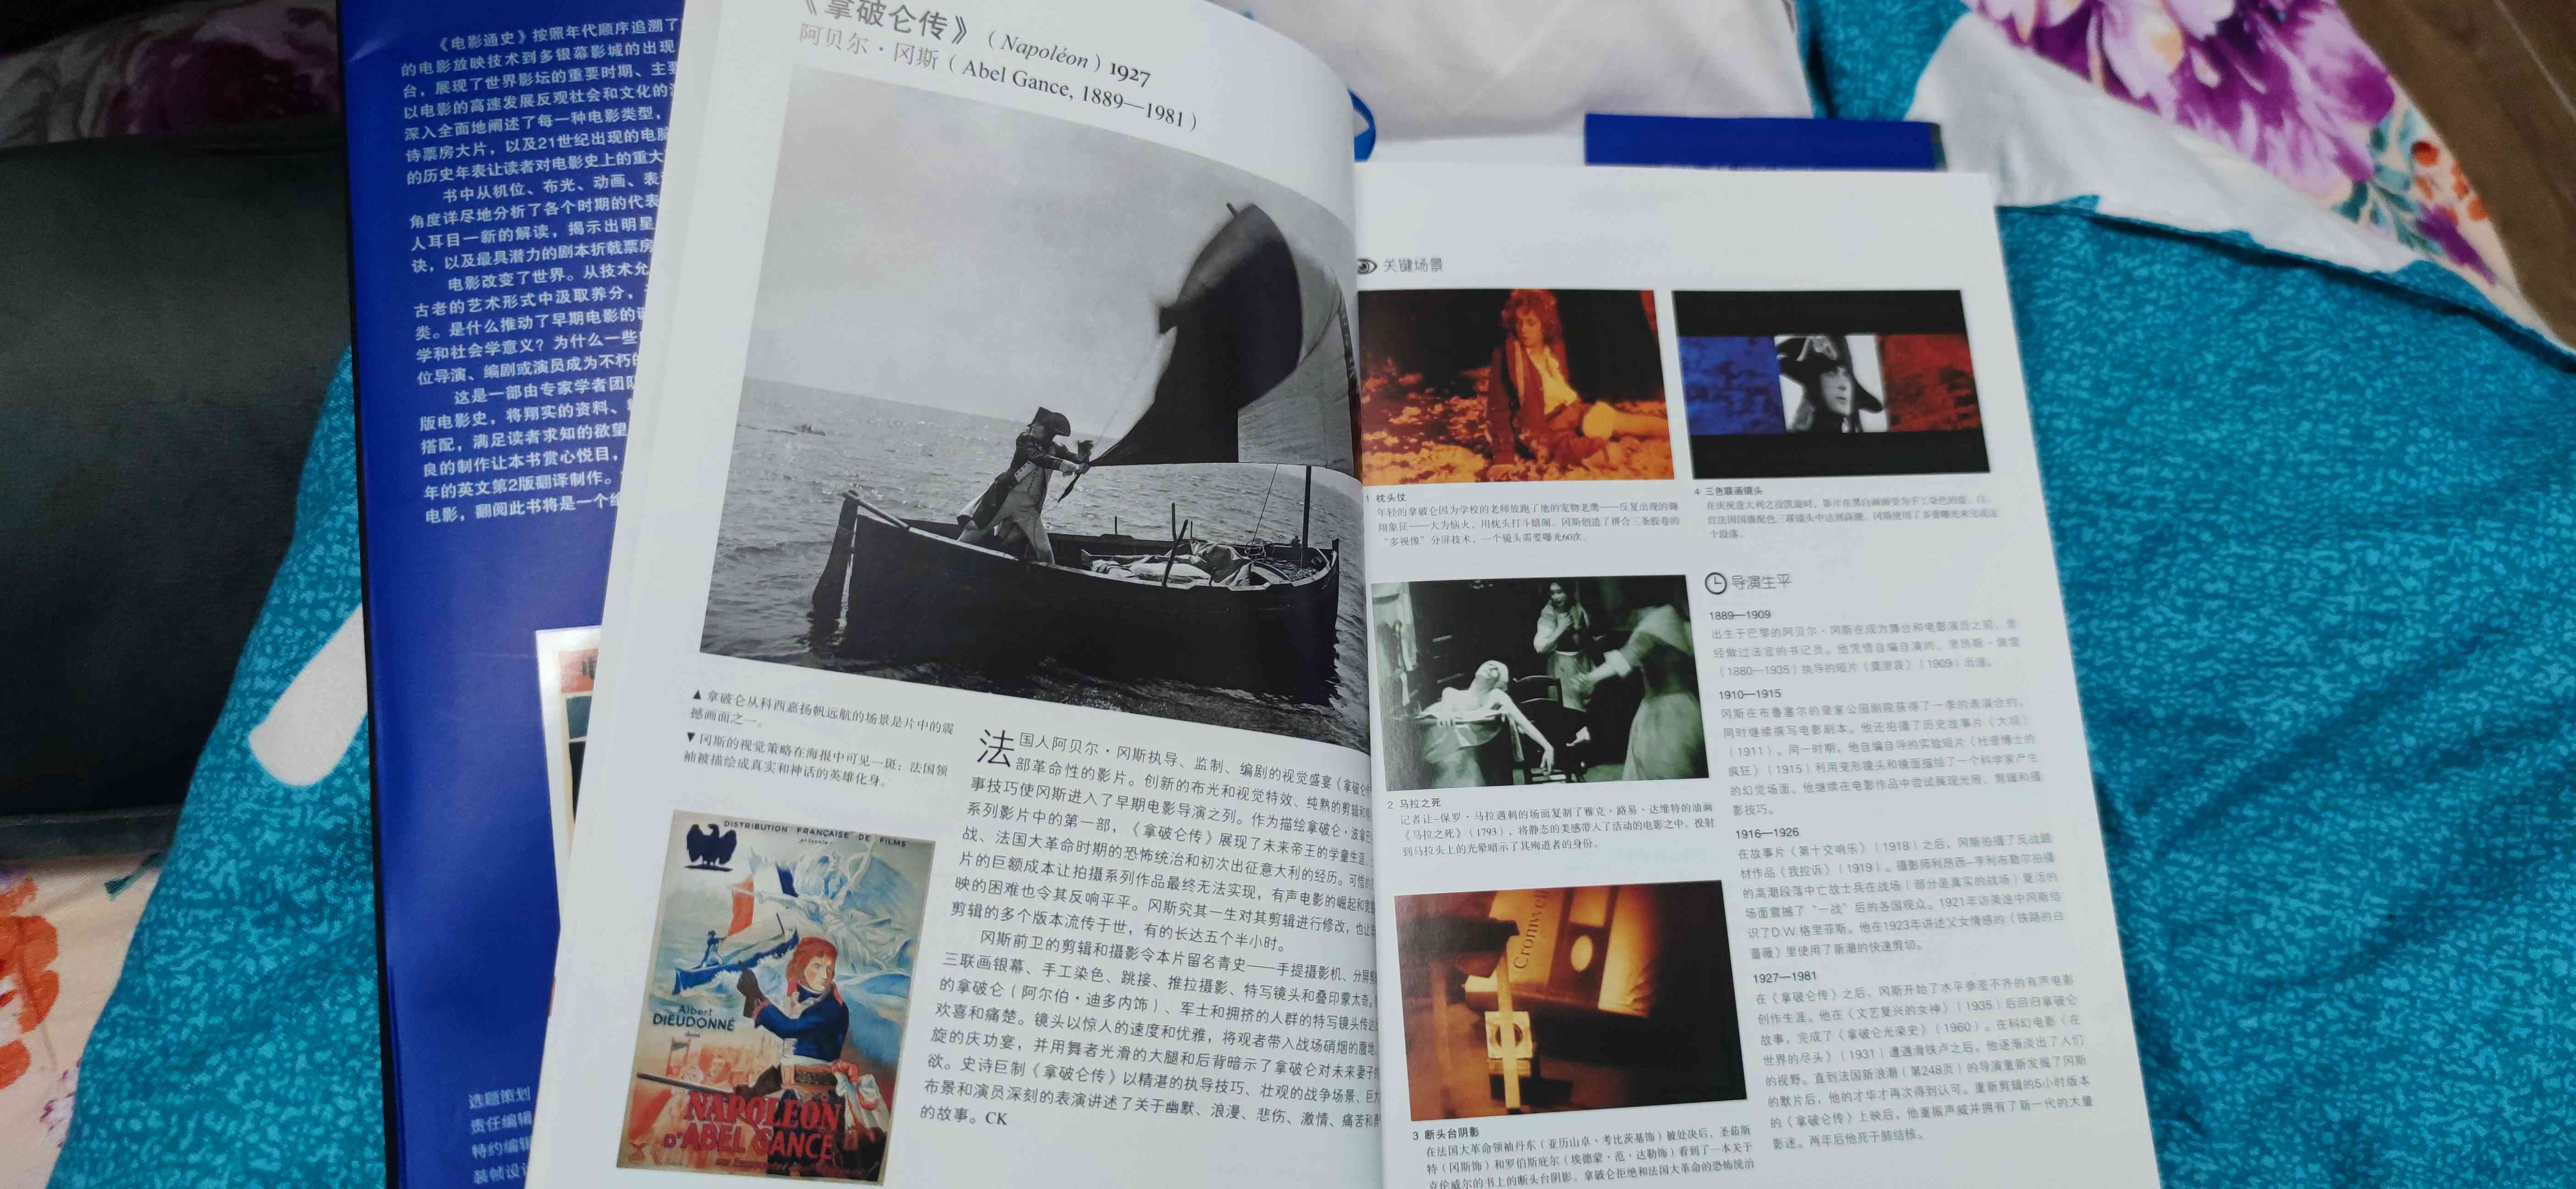 《电影通史》按照年代顺序追溯了
的电影放映技术到多银幕影城的出现
台，展现了世界影坛的重要时期、主要
以电影的高速发展反观社会和文化的
深入全面地阐述了每一种电影类型，
诗票房大片，以及21世纪出现的电脑
的历史年表让读者对电影史上的重大
书中从机位、布光、动画、表
角度详尽地分析了各个时期的代表
人耳目一新的解读，揭示出明星
诀，以及最具潜力的剧本折戟票房
电影改变了世界。从技术允
古老的艺术形式中汲取养分，
类。是什么推动了早期电影的
学和社会学意义？为什么一些
位导演、编剧或演员成为不朽的
这是一部由专家学者团队
版电影史，将翔实的资料、
搭配，满足读者求知的欲望
良的制作让本书赏心悦目，
年的英文第2版翻译制作。
电影，翻阅此书将是一个
选题策划
责任编辑
特约编辑
装帧设计
《拿破仑传》（Napoléon）1927
阿贝尔·冈斯（Abel Gance, 1889—1981）
▲ 拿破仑从科西嘉扬帆远航的场景是片中的震
撼画面之一。
▼ 冈斯的视觉策略在海报中可见一斑：法国领
袖被描绘成真实和神话的英雄化身。
DISTRIBUTION FRANÇAISE DE FILMS
présente
Albert
DIEUDONNÉ
dans
NAPOLÉON
D'ABEL GANCE
法国人阿贝尔·冈斯执导、监制、编剧的视觉盛宴《拿破仑传
部革命性的影片。创新的布光和视觉特效、纯熟的剪辑和
事技巧使冈斯进入了早期电影导演之列。作为描绘拿破仑·波拿巴
系列影片中的第一部，《拿破仑传》展现了未来帝王的学童生涯、
战、法国大革命时期的恐怖统治和初次出征意大利的经历。可惜的
片的巨额成本让拍摄系列作品最终无法实现，有声电影的崛起和
映的困难也令其反响平平。冈斯究其一生对其剪辑进行修改，也让
剪辑的多个版本流传于世，有的长达五个半小时。
冈斯前卫的剪辑和摄影令本片留名青史——手提摄影机、分屏
三联画银幕、手工染色、跳接、推拉摄影、特写镜头和叠印蒙太奇。
的拿破仑（阿尔伯·迪多内饰）、军士和拥挤的人群的特写镜头传达
欢喜和痛楚。镜头以惊人的速度和优雅，将观者带入战场硝烟的腹地、
旋的庆功宴，并用舞者光滑的大腿和后背暗示了拿破仑对未来妻子的
欲。史诗巨制《拿破仑传》以精湛的执导技巧、壮观的战争场景、巨大
布景和演员深刻的表演讲述了关于幽默、浪漫、悲伤、激情、痛苦和
的故事。CK
关键场景
1 枕头仗
年轻的拿破仑因为学校的老师放跑了他的宠物老鹰——反复出现的翱
翔象征——大为恼火，用枕头打斗嬉闹。冈斯创造了拼合三条胶卷的
“多视像”分屏技术，一个镜头需要曝光60次。
2 马拉之死
记者让-保罗·马拉遇刺的场面复制了雅克·路易·达维特的油画
《马拉之死》（1793），将静态的美感带入了活动的电影之中。投射
到马拉头上的光晕暗示了其殉道者的身份。
Cromwell
3 断头台阴影
在法国大革命领袖丹东（亚历山卓·考比茨基饰）被处决后，圣茹斯
特（冈斯饰）和罗伯斯庇尔（埃德蒙·范·达勒饰）看到了一本关于
克伦威尔的书上的断头台阴影。拿破仑拒绝和法国大革命的恐怖统治
4 三色联画镜头
在庆祝意大利之役凯旋时，影片在黑白画面变为手工染色的蓝、白、
红法国国旗配色三联镜头中达到高潮。冈斯使用了多重曝光来完成这
个段落。
导演生平
1889—1909
出生于巴黎的阿贝尔·冈斯在成为舞台和电影演员之前，曾
经做过法官的书记员。他凭借自编自演的、里昂斯·佩里
（1880—1935）执导的短片《莫里哀》（1909）出道。
1910—1915
冈斯在布鲁塞尔的皇家公园剧院获得了一季的表演合约，
同时继续撰写电影剧本。他还拍摄了历史故事片《大坝》
（1911）。同一时期，他自编自导的实验短片《杜普博士的
疯狂》（1915）利用变形镜头和镜面描绘了一个科学家产生
的幻觉场面。他继续在电影作品中尝试展现光照、剪辑和摄
影技巧。
1916—1926
在故事片《第十交响乐》（1918）之后，冈斯拍摄了反战题
材作品《我控诉》（1919）。摄影师利昂西-亨利布勒尔拍摄
的高潮段落中亡故士兵在战场（部分是真实的战场）复活的
场面震撼了“一战”后的各国观众。1921年访美途中冈斯结
识了D.W.格里菲斯。他在1923年讲述父女情感的《铁路的白
蔷薇》里使用了新潮的快速剪切。
1927—1981
在《拿破仑传》之后，冈斯开始了水平参差不齐的有声电影
创作生涯。他在《文艺复兴的女神》（1935）后回归拿破仑
故事，完成了《拿破仑光荣史》（1960）。在科幻电影《在
世界的尽头》（1931）遭遇滑铁卢之后，他逐渐淡出了人们
的视野。直到法国新浪潮（第248页）的导演重新发掘了冈斯
的默片后，他的才华才再次得到认可。重新剪辑的5小时版本
的《拿破仑传》上映后，他重振声威并拥有了新一代的大量
影迷。两年后他死于肺结核。